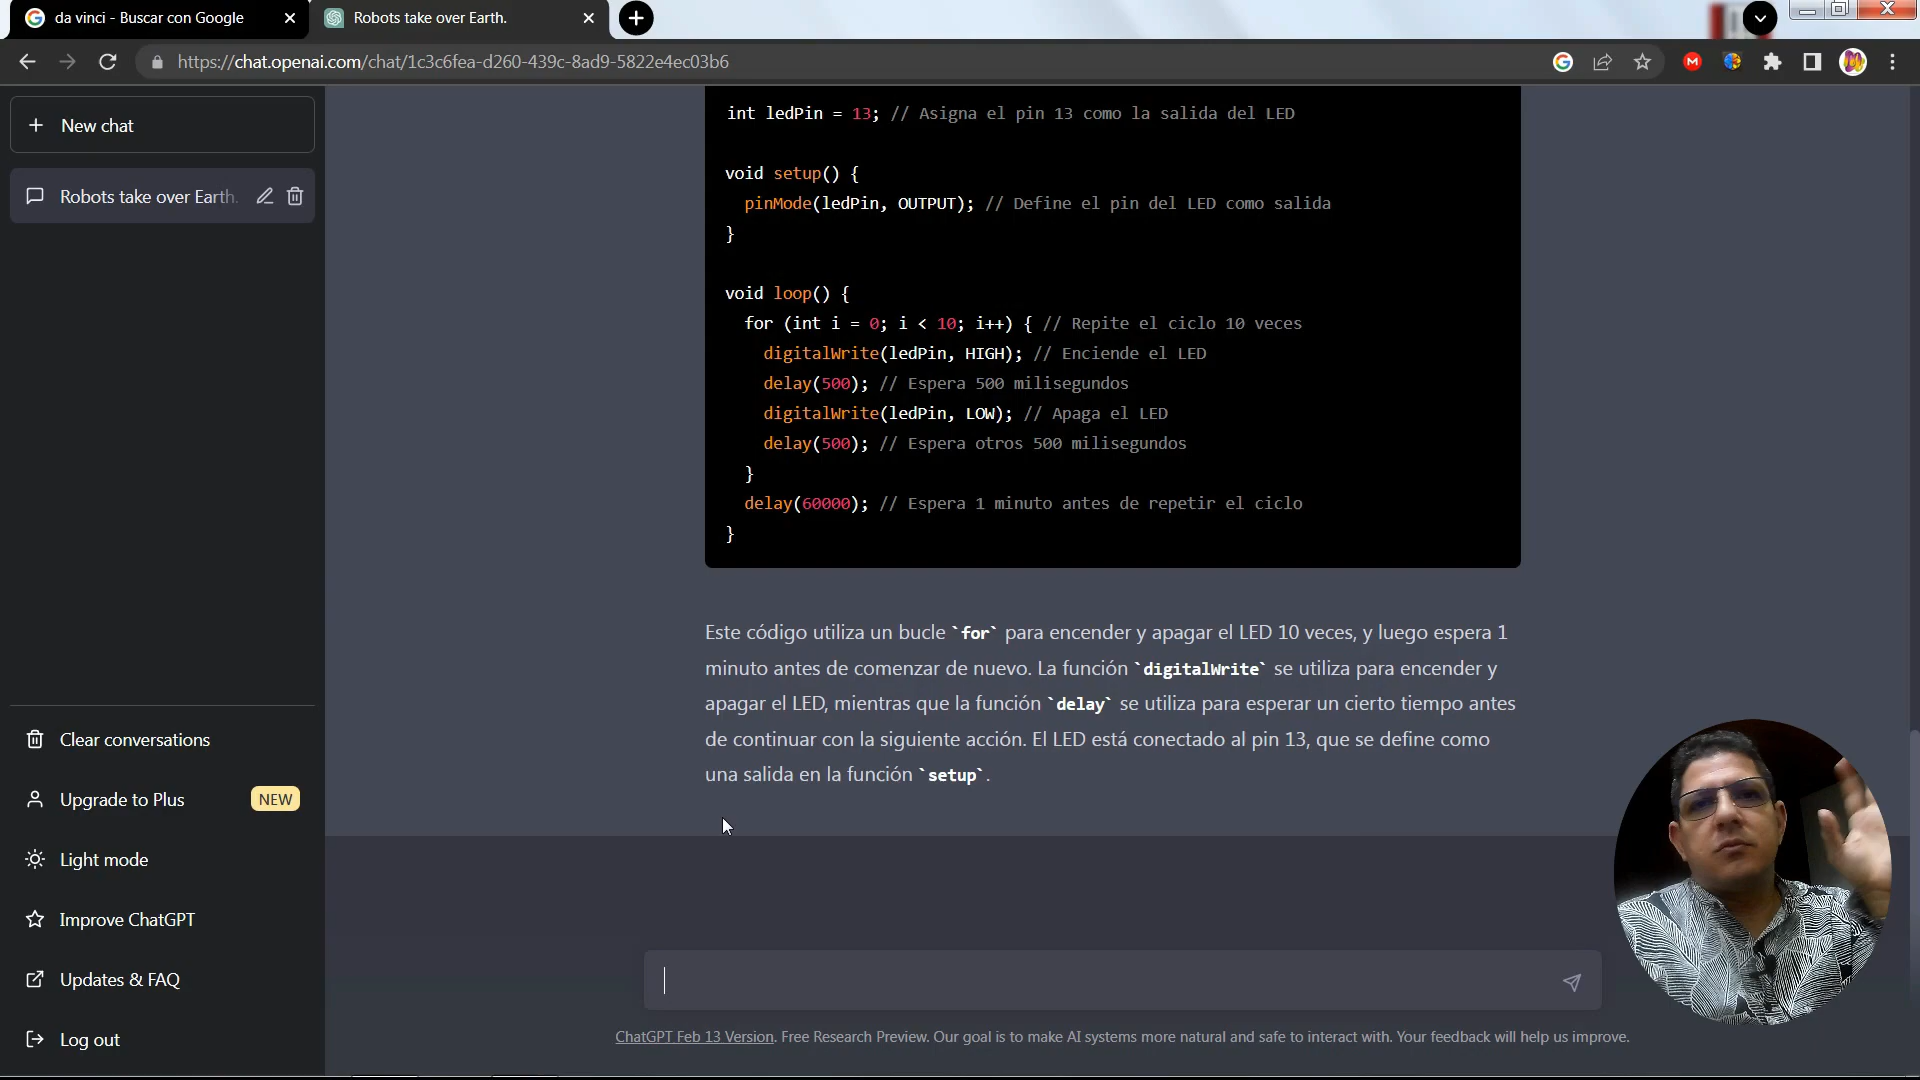 da vinci - Buscar con Google
Robots take over Earth.
https://chat.openai.com/chat/1c3c6fea-d260-439c-8ad9-5822e4ec03b6
New chat
Robots take over Earth.
int ledPin = 13; // Asigna el pin 13 como la salida del LED
void setup() {
pinMode(ledPin, OUTPUT); // Define el pin del LED como salida
}
void loop() {
for (int i = 0; i < 10; i++) { // Repite el ciclo 10 veces
digitalWrite(ledPin, HIGH); // Enciende el LED
delay(500); // Espera 500 milisegundos
digitalWrite(ledPin, LOW); // Apaga el LED
delay(500); // Espera otros 500 milisegundos
}
delay(60000); // Espera 1 minuto antes de repetir el ciclo
}
Este código utiliza un bucle `for` para encender y apagar el LED 10 veces, y luego espera 1
minuto antes de comenzar de nuevo. La función `digitalWrite` se utiliza para encender y
apagar el LED, mientras que la función `delay` se utiliza para esperar un cierto tiempo antes
de continuar con la siguiente acción. El LED está conectado al pin 13, que se define como
una salida en la función `setup`.
Clear conversations
Upgrade to Plus NEW
Light mode
Improve ChatGPT
Updates & FAQ
Log out
ChatGPT Feb 13 Version. Free Research Preview. Our goal is to make AI systems more natural and safe to interact with. Your feedback will help us improve.